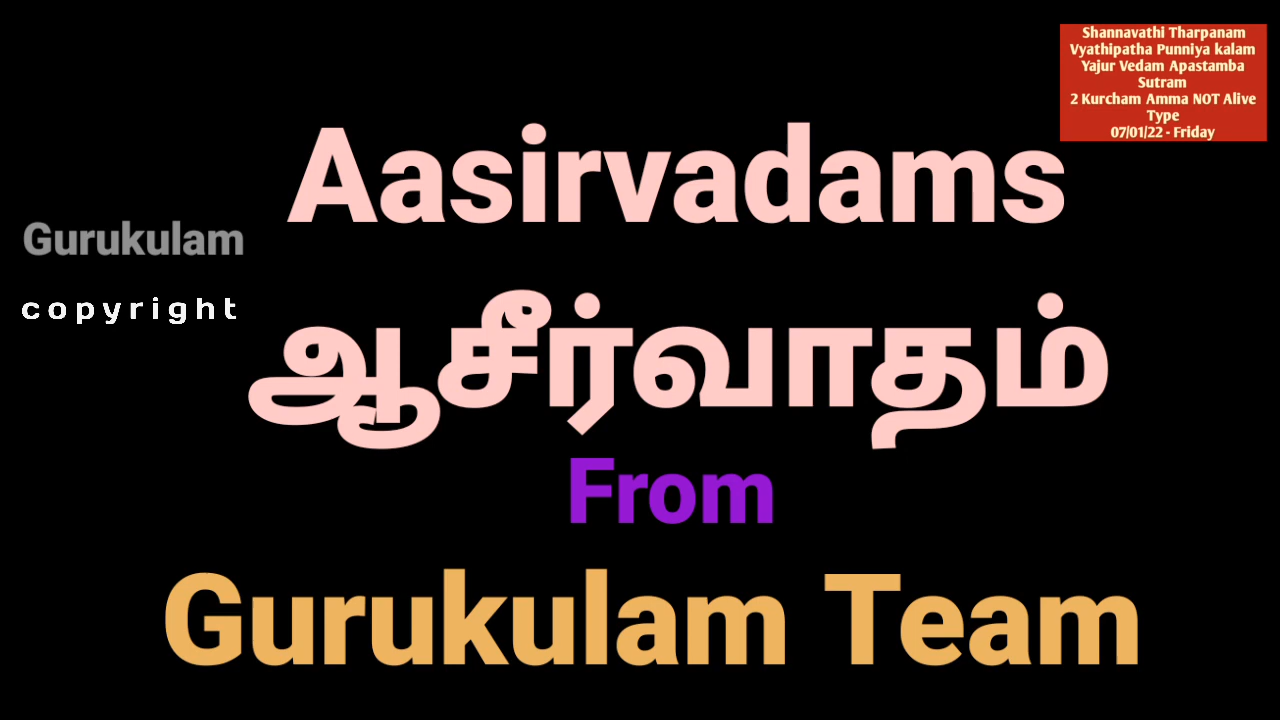 Shannavathi Tharpanam
Vyathipatha Punniya kalam
Yajur Vedam Apastamba
Sutram
2 Kurcham Amma NOT Alive
Type
07/01/22 - Friday
Aasirvadams
Gurukulam
copyright
ஆசீர்வாதம்
From
Gurukulam Team